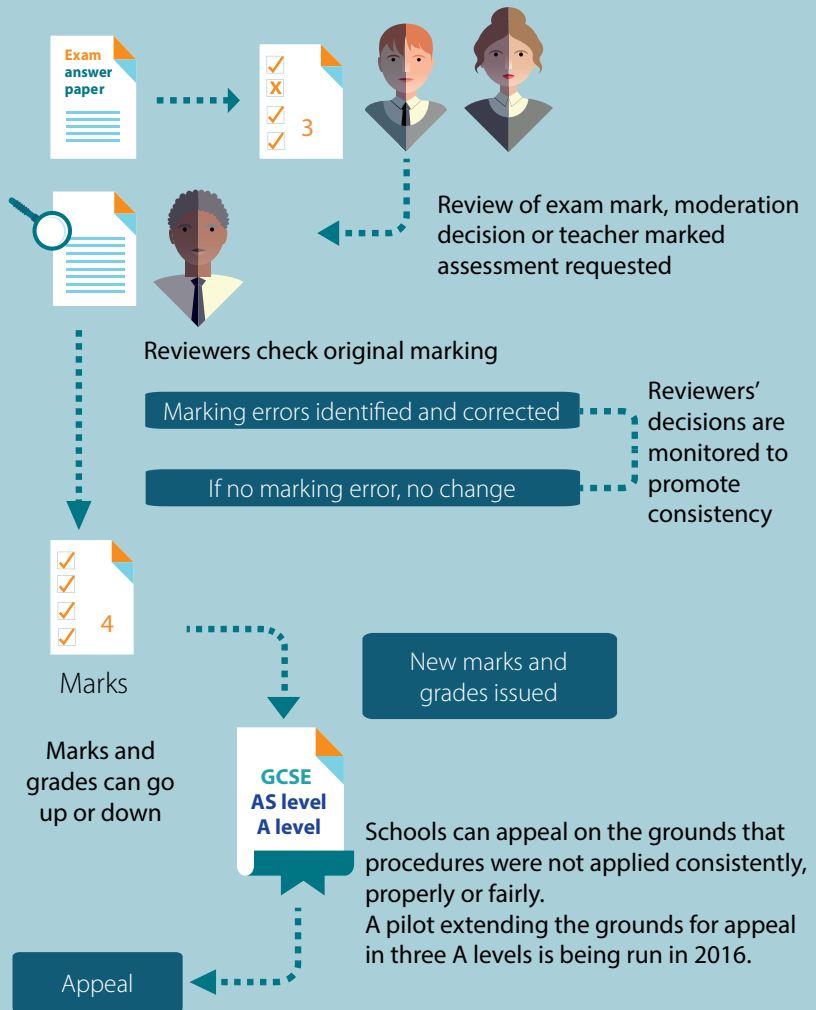 Exam
answer
paper
X
3
Review of exam mark, moderation
decision or teacher marked
assessment requested
Reviewers check original marking
Marking errors identified and corrected
If no marking error, no change
Reviewers’
decisions are
monitored to
promote
consistency
4
Marks
Marks and
grades can go
up or down
New marks and
grades issued
GCSE
AS level
A level
Schools can appeal on the grounds that
procedures were not applied consistently,
properly or fairly.
A pilot extending the grounds for appeal
in three A levels is being run in 2016.
Appeal